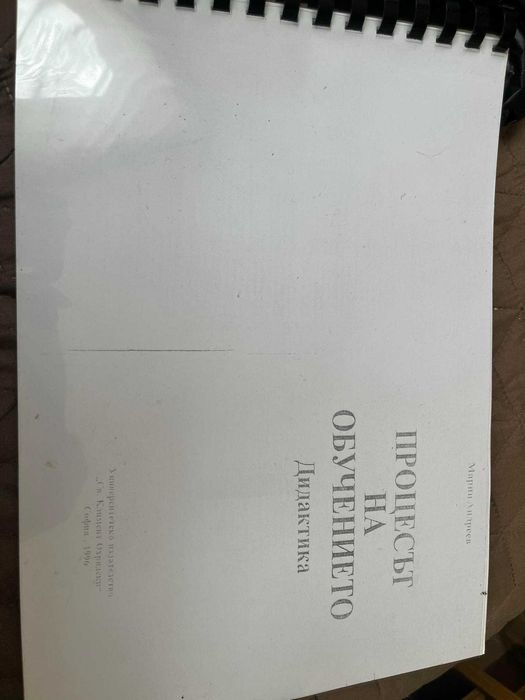 Марин Андреев
ПРОЦЕСЪТ
НА
ОБУЧЕНИЕТО
Дидактика
Университетско издателство
„Св. Климент Охридски“
София . 1996